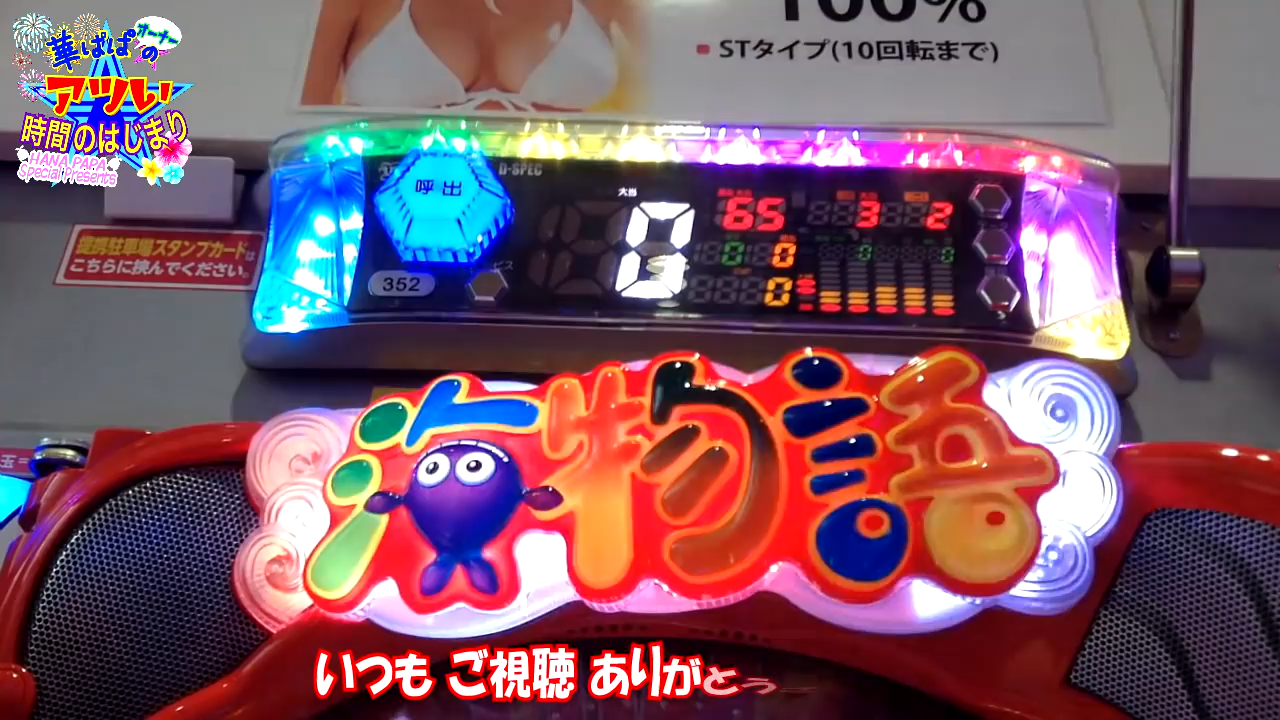 華ぱぱの
オーナー
アツい
時間のはじまり
HANA PAPA
Special Presents
100%
STタイプ(10回転まで)
D-SPEC
呼出
大当
0
65
3
2
0
0
0
0
0
352
提携駐車場スタンプカードは
こちらに挟んでください。
海物語
いつも ご視聴 ありがとうー